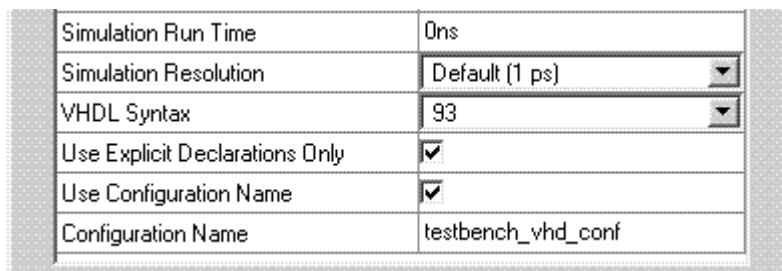 Simulation Run Time 0ns
Simulation Resolution Default (1 ps)
VHDL Syntax 93
Use Explicit Declarations Only
Use Configuration Name
Configuration Name testbench_vhd_conf